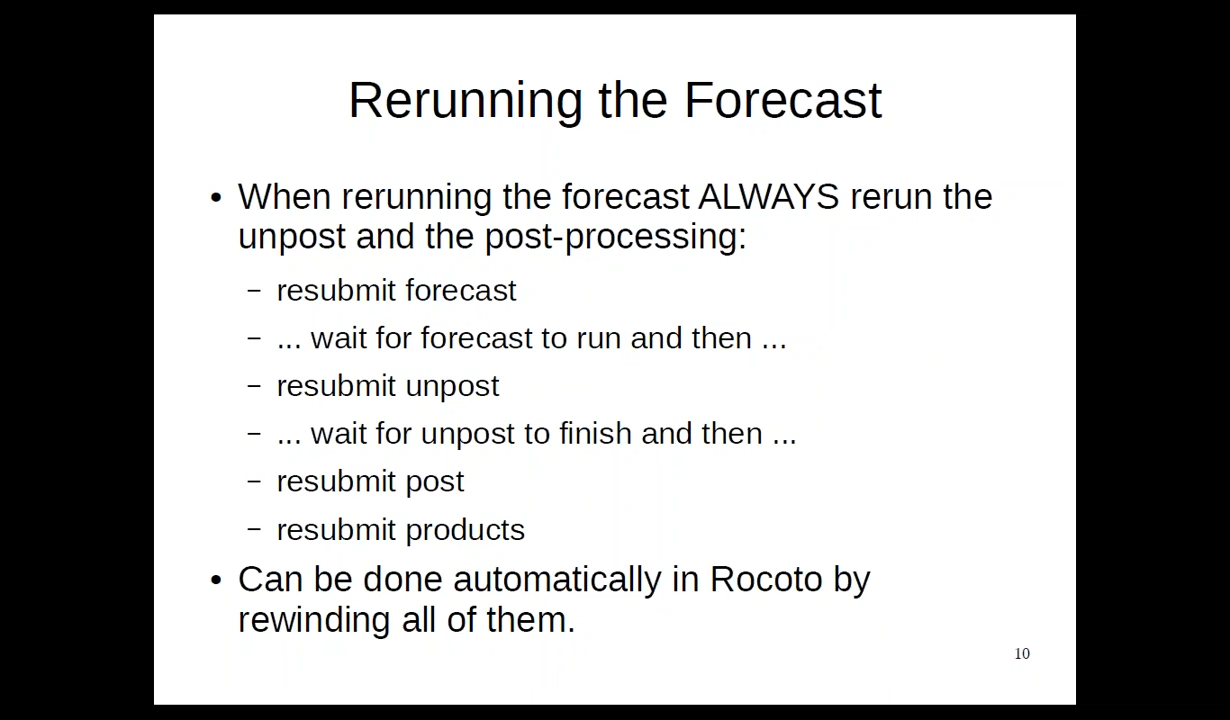 Rerunning the Forecast
• When rerunning the forecast ALWAYS rerun the
unpost and the post-processing:
– resubmit forecast
– ... wait for forecast to run and then ...
– resubmit unpost
– ... wait for unpost to finish and then ...
– resubmit post
– resubmit products
• Can be done automatically in Rocoto by
rewinding all of them.
10